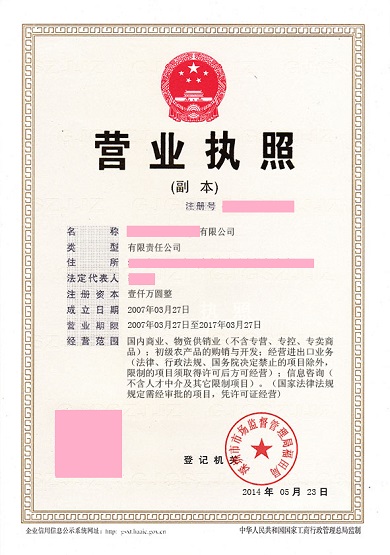 营业执照
(副 本)
注册号
名 称 有限公司
类 型 有限责任公司
住 所
法定代表人
注册资本 壹仟万圆整
成立日期 2007年03月27日
营业期限 2007年03月27日至2017年03月27日
经营范围 国内商业、物资供销业（不含专营、专控、专卖商
品）；初级农产品的购销与开发；经营进出口业务
（法律、行政法规、国务院决定禁止的项目除外，
限制的项目须取得许可后方可经营）；信息咨询（
不含人才中介及其它限制项目）。（国家法律法规
规定需经审批的项目，凭许可证经营）
深圳市市场监督管理局福田局
登记机关
2014 年 05 月 23 日
企业信用信息公示系统网址：http:
中华人民共和国国家工商行政管理总局监制